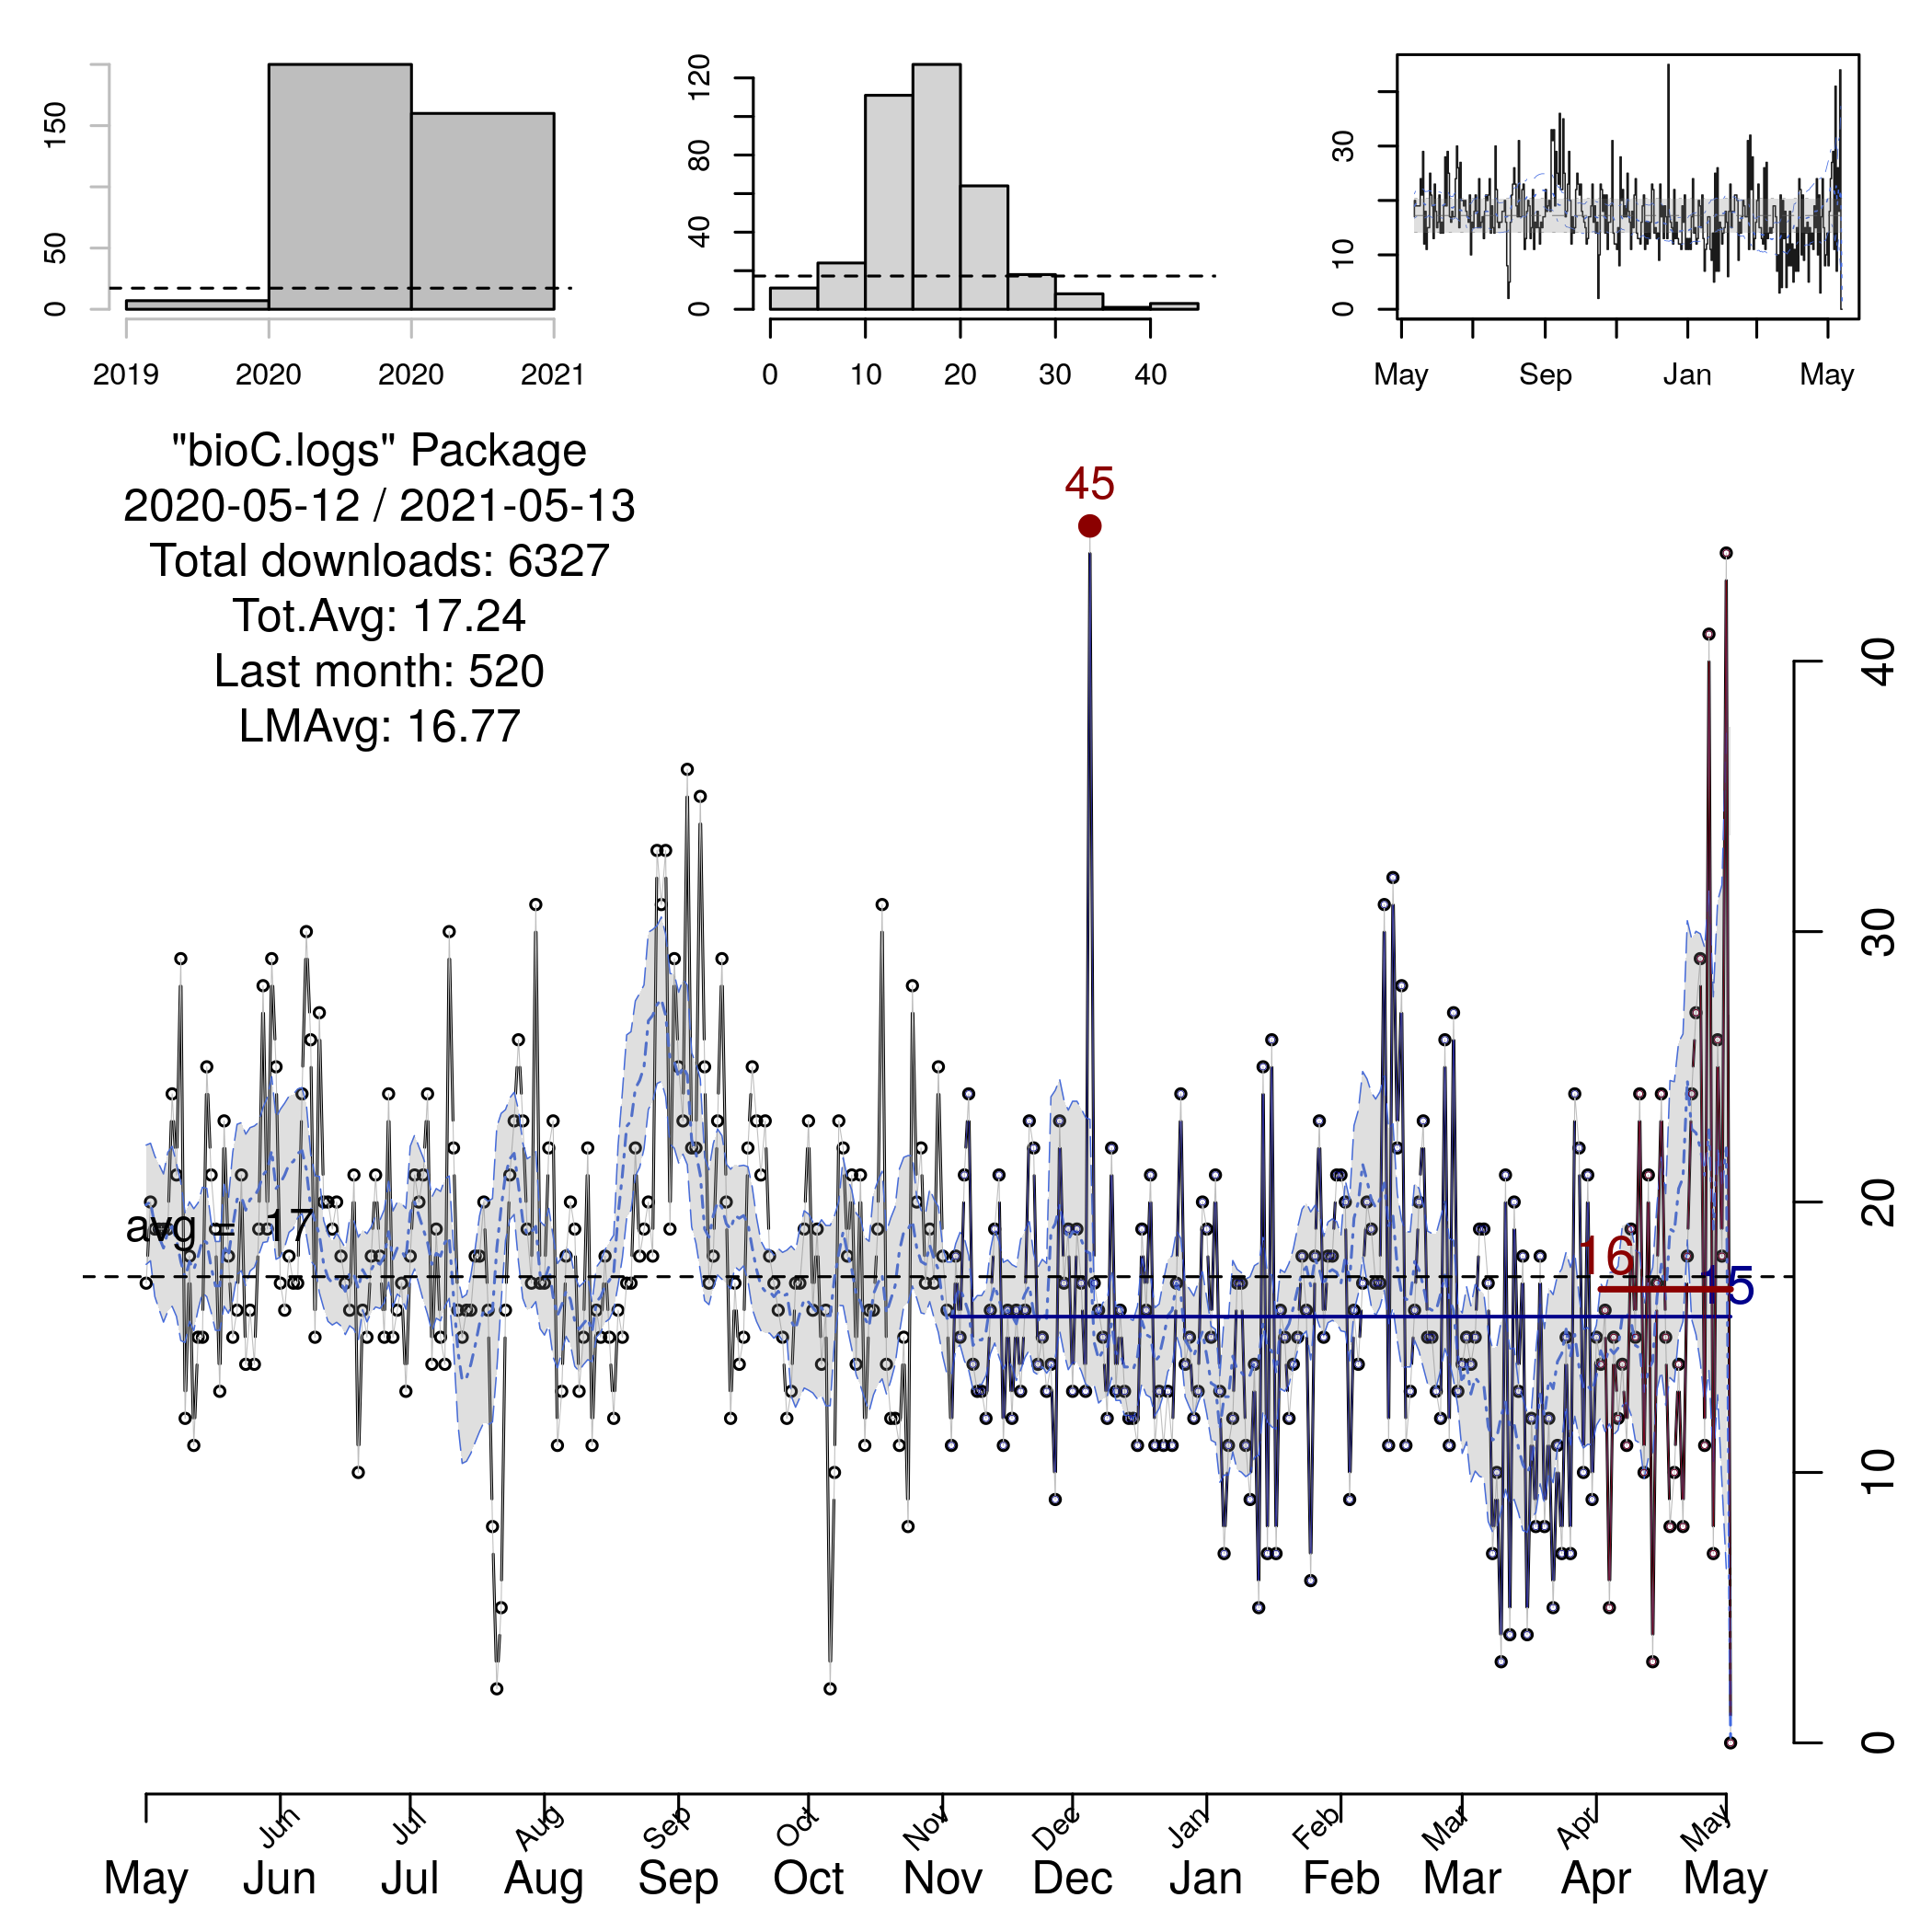 150
50
0
2019 2020 2020 2021
120
80
40
0
0 10 20 30 40
30
10
0
May Sep Jan May
"bioC.logs" Package
2020-05-12 / 2021-05-13
Total downloads: 6327
Tot.Avg: 17.24
Last month: 520
LMAvg: 16.77
45
avg = 17
16
15
40
30
20
10
0
Jun Jul Aug Sep Oct Nov Dec Jan Feb Mar Apr May
May Jun Jul Aug Sep Oct Nov Dec Jan Feb Mar Apr May